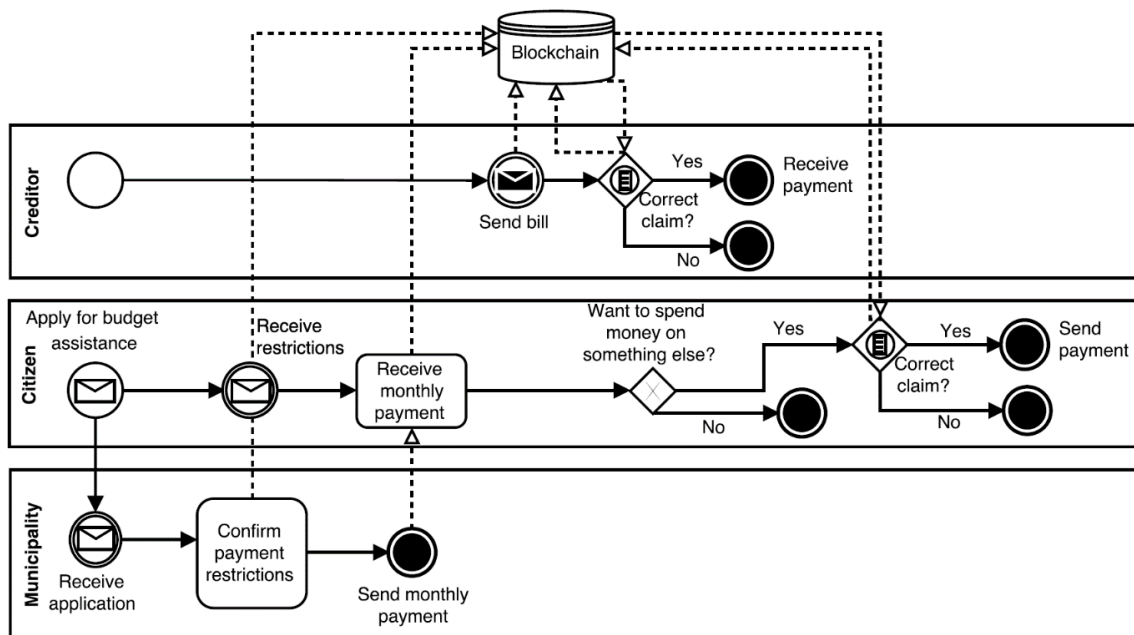 Blockchain
Creditor
Send bill
Yes
Correct
claim?
No
Receive
payment
Citizen
Apply for budget
assistance
Receive
restrictions
Receive
monthly
payment
Want to spend
money on
something else?
Yes
No
Yes
Correct
claim?
No
Send
payment
Municipality
Receive
application
Confirm
payment
restrictions
Send monthly
payment